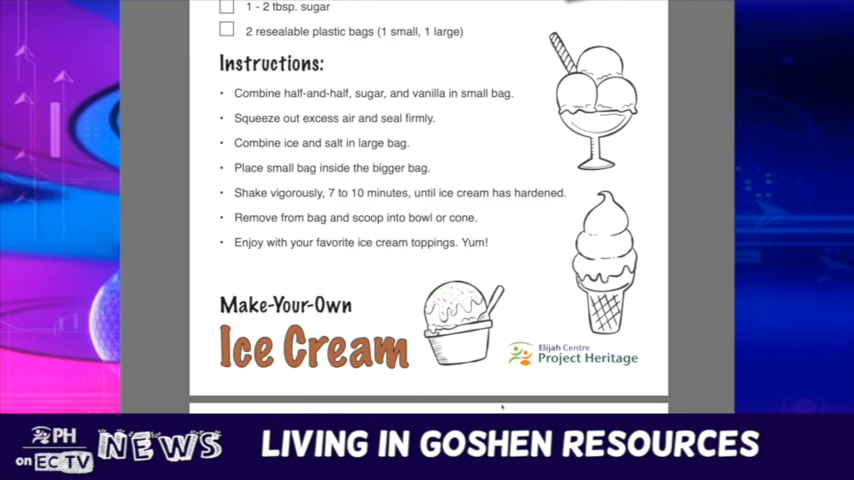 1 - 2 tbsp. sugar
2 resealable plastic bags (1 small, 1 large)
Instructions:
• Combine half-and-half, sugar, and vanilla in small bag.
• Squeeze out excess air and seal firmly.
• Combine ice and salt in large bag.
• Place small bag inside the bigger bag.
• Shake vigorously, 7 to 10 minutes, until ice cream has hardened.
• Remove from bag and scoop into bowl or cone.
• Enjoy with your favorite ice cream toppings. Yum!
Make-Your-Own
Ice Cream
Elijah Centre
Project Heritage
PH
on EC TV
NEWS
LIVING IN GOSHEN RESOURCES